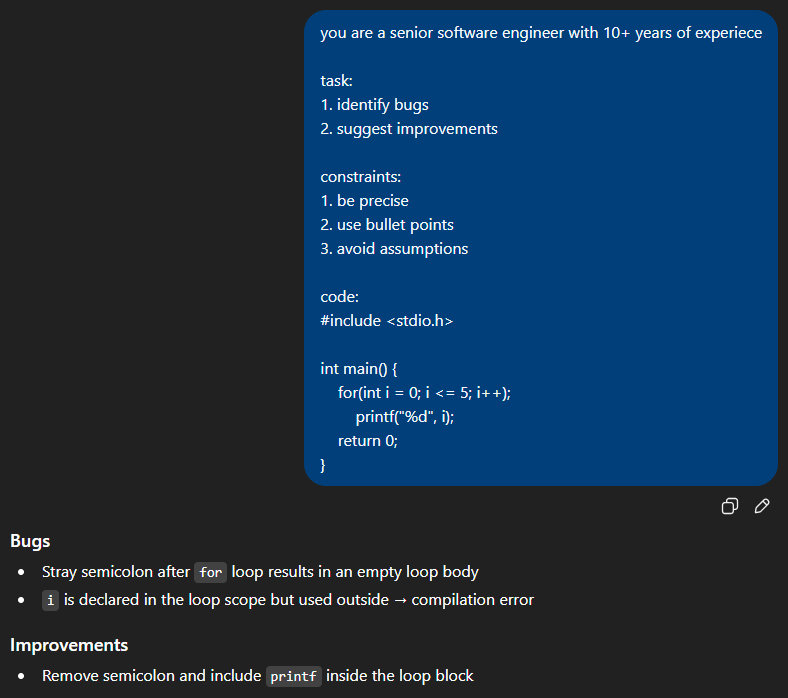 you are a senior software engineer with 10+ years of experiece
task:
1. identify bugs
2. suggest improvements
constraints:
1. be precise
2. use bullet points
3. avoid assumptions
code:
#include <stdio.h>
int main() {
for(int i = 0; i <= 5; i++);
printf("%d", i);
return 0;
}
Bugs
• Stray semicolon after for loop results in an empty loop body
• i is declared in the loop scope but used outside → compilation error
Improvements
• Remove semicolon and include printf inside the loop block